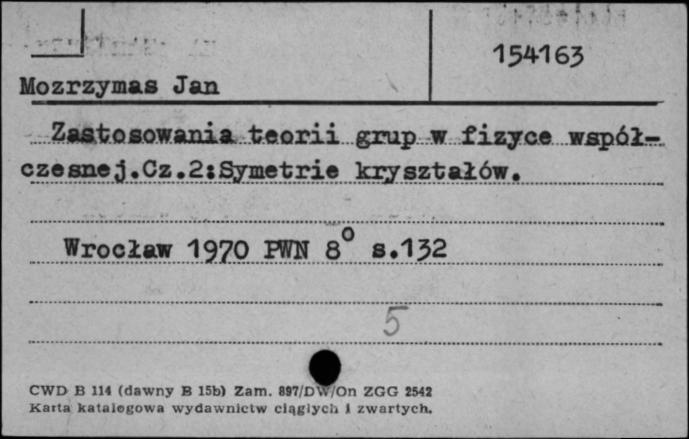 154163
Mozrzymas Jan
Zastosowania teorii grup w fizyce współ-
czesnej.Cz.2:Symetrie kryształów.
Wrocław 1970 PWN 8⁰ s.132
5
CWD B 114 (dawny B 15b) Zam. 897/DW/On ZGG 2542
Karta katalogowa wydawnictw ciągłych i zwartych.